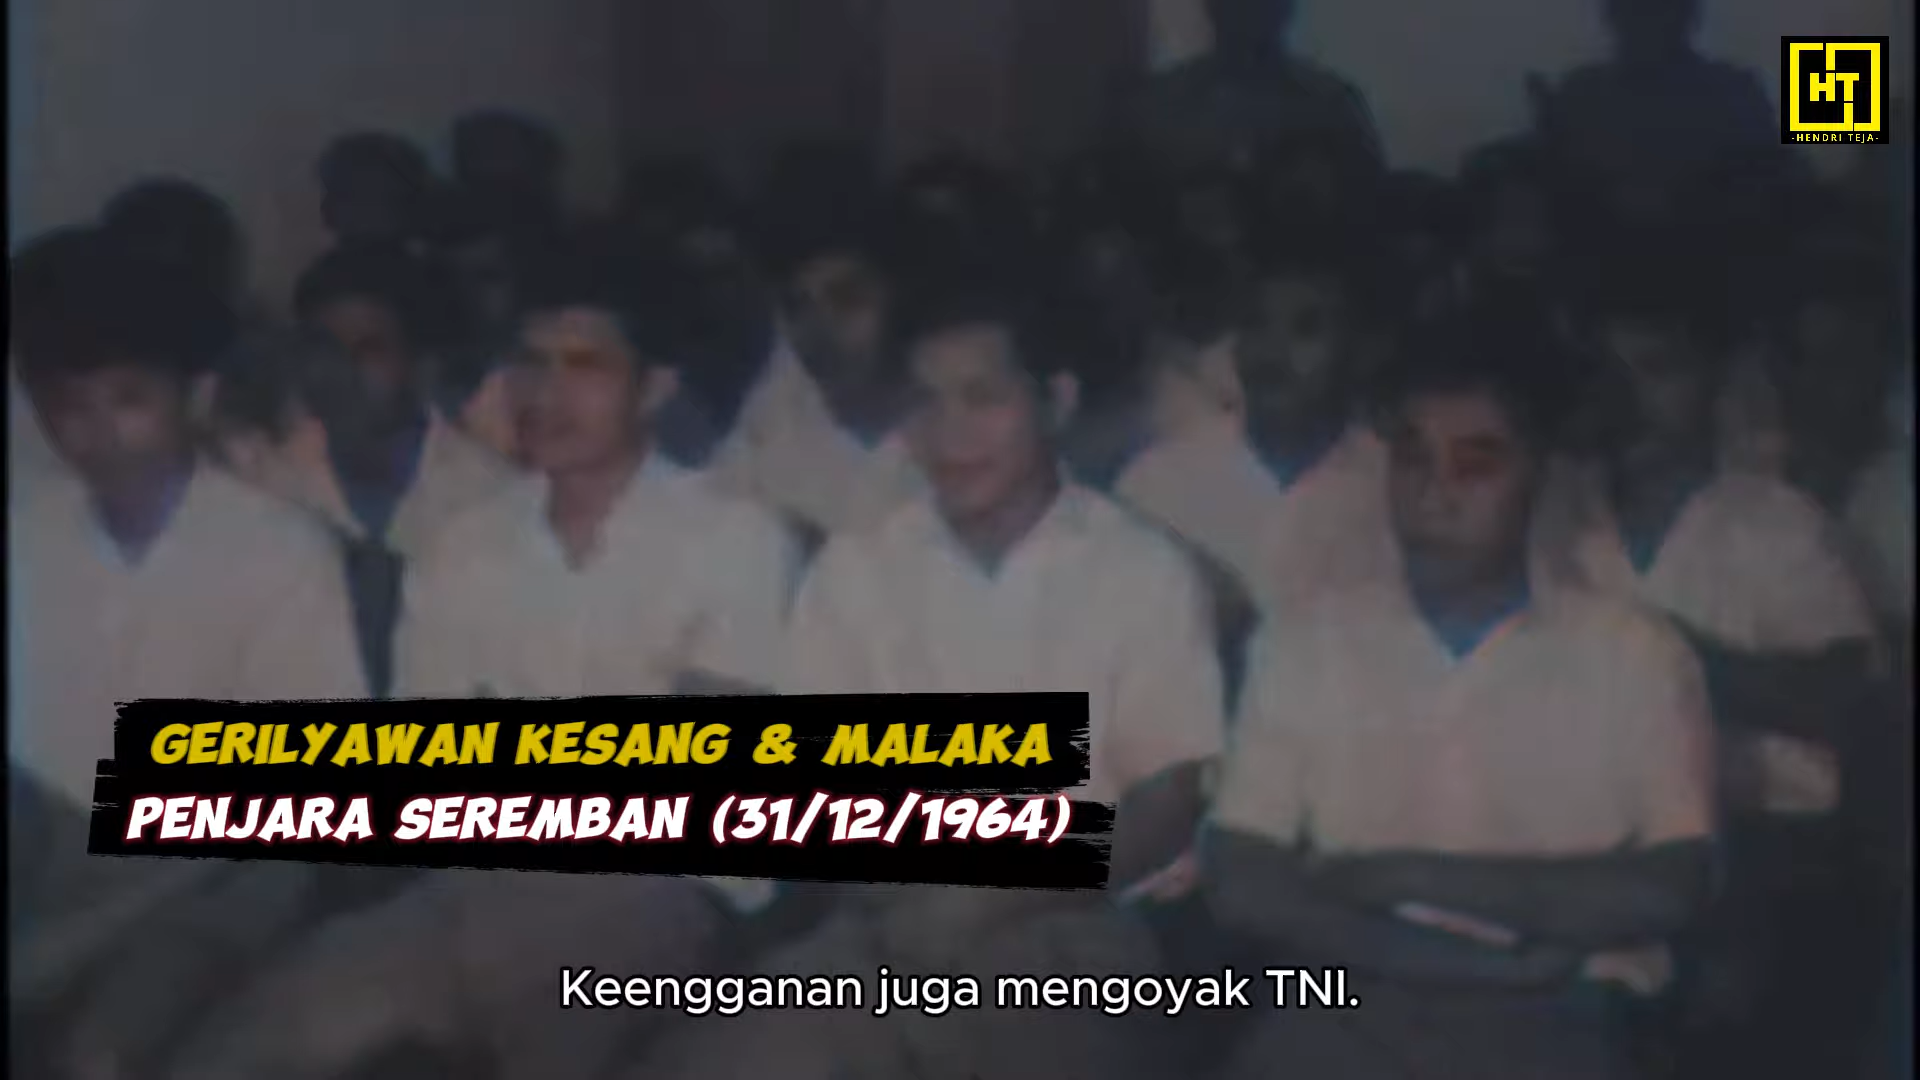 HT
-HENDRI TEJA-
GERILYAWAN KESANG & MALAKA
PENJARA SEREMBAN (31/12/1964)
Keengganan juga mengoyak TNI.